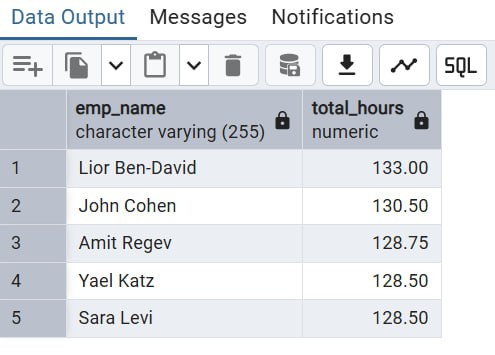 Data Output Messages Notifications
SQL
emp_name total_hours
character varying (255) numeric
1 Lior Ben-David 133.00
2 John Cohen 130.50
3 Amit Regev 128.75
4 Yael Katz 128.50
5 Sara Levi 128.50